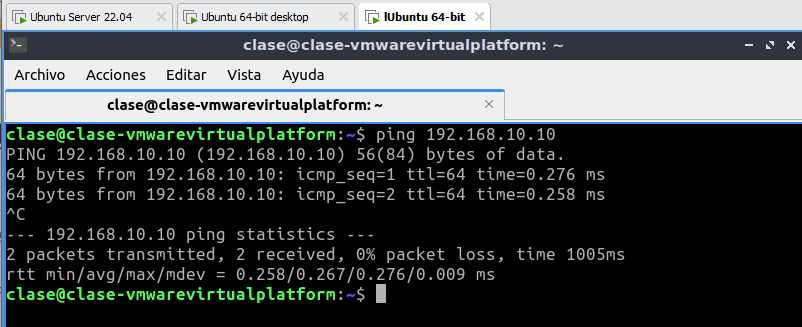 Ubuntu Server 22.04 × Ubuntu 64-bit desktop × lUbuntu 64-bit ×
clase@clase-vmwarevirtualplatform: ~
Archivo Acciones Editar Vista Ayuda
clase@clase-vmwarevirtualplatform: ~ ×
clase@clase-vmwarevirtualplatform:~$ ping 192.168.10.10
PING 192.168.10.10 (192.168.10.10) 56(84) bytes of data.
64 bytes from 192.168.10.10: icmp_seq=1 ttl=64 time=0.276 ms
64 bytes from 192.168.10.10: icmp_seq=2 ttl=64 time=0.258 ms
^C
--- 192.168.10.10 ping statistics ---
2 packets transmitted, 2 received, 0% packet loss, time 1005ms
rtt min/avg/max/mdev = 0.258/0.267/0.276/0.009 ms
clase@clase-vmwarevirtualplatform:~$